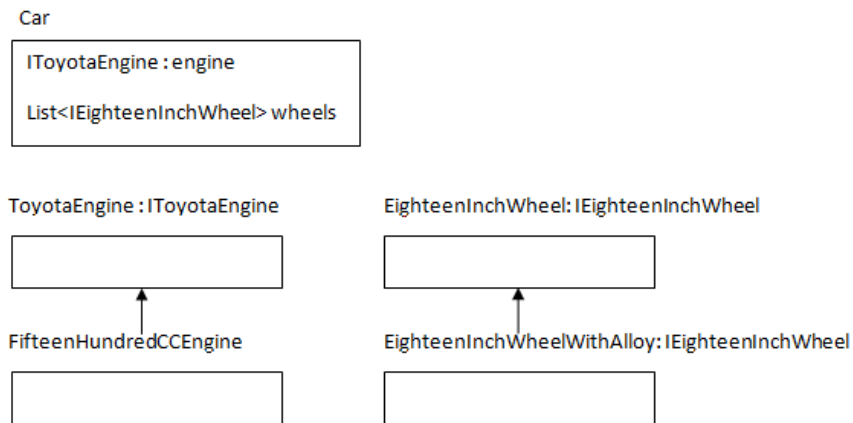 Car
IToyotaEngine : engine
List<IEighteenInchWheel> wheels
ToyotaEngine : IToyotaEngine
EighteenInchWheel: IEighteenInchWheel
FifteenHundredCCEngine
EighteenInchWheelWithAlloy: IEighteenInchWheel